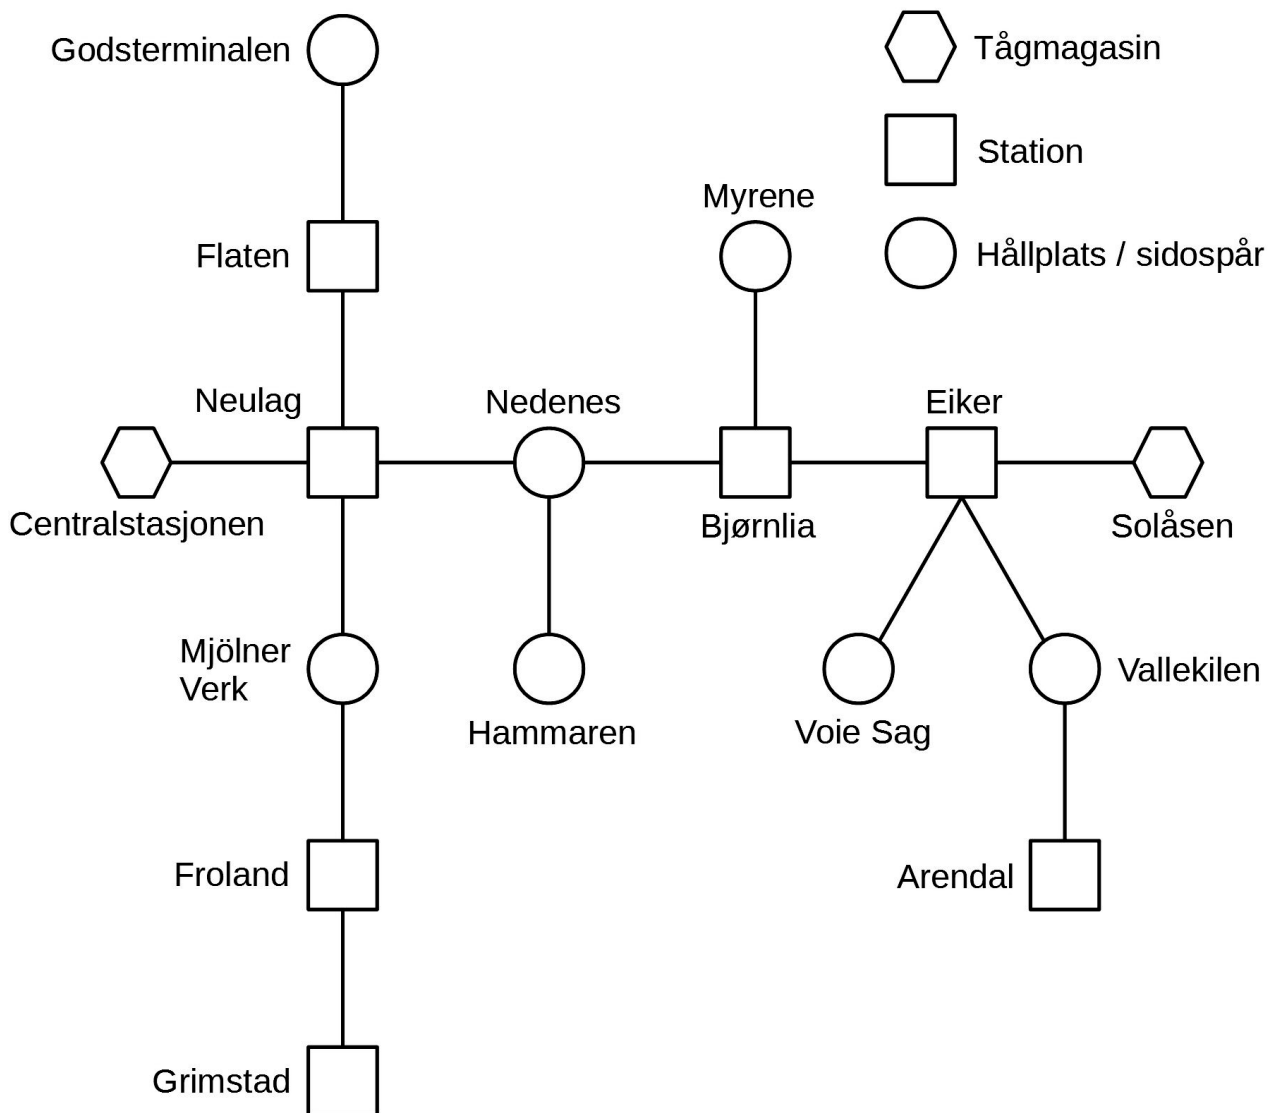 Godsterminalen
Tågmagasin
Station
Myrene
Flaten
Hållplats / sidospår
Neulag
Nedenes
Eiker
Centralstasjonen
Bjørnlia
Solåsen
Mjölner
Verk
Vallekilen
Hammaren
Voie Sag
Froland
Arendal
Grimstad